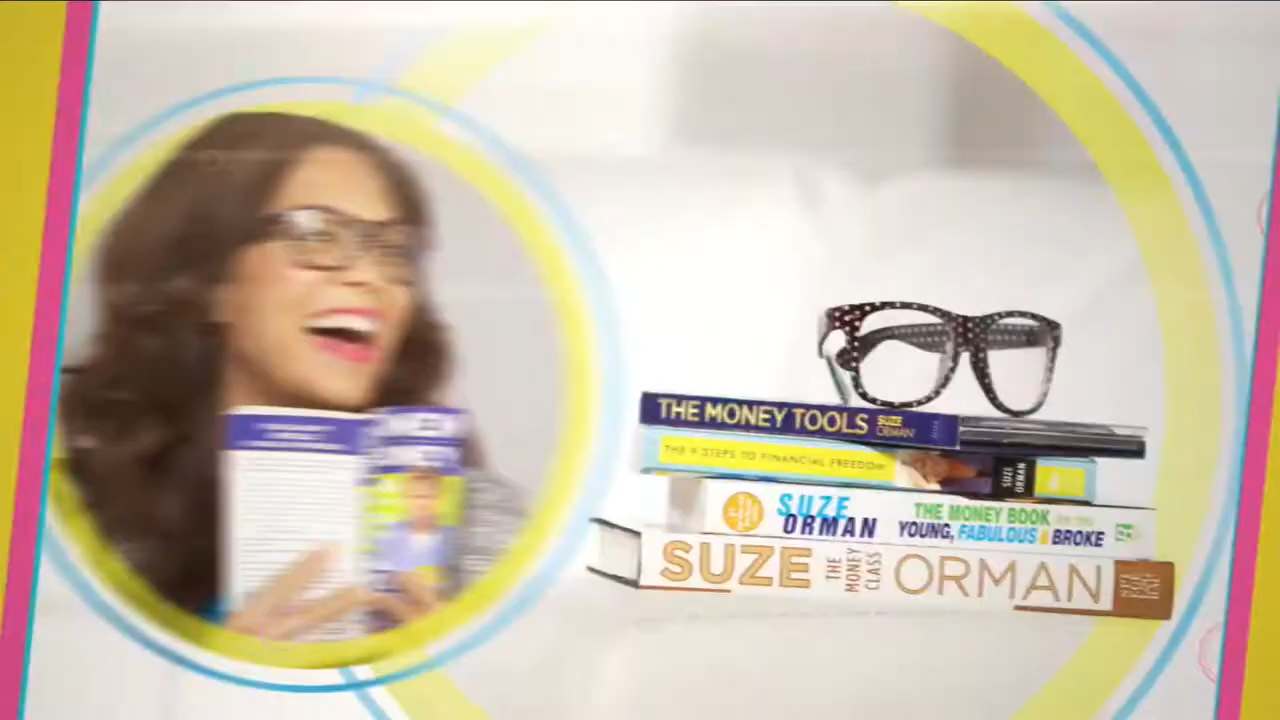 THE MONEY TOOLS SUZE ORMAN
THE 9 STEPS TO FINANCIAL FREEDOM SUZE ORMAN
SUZE ORMAN THE MONEY BOOK YOUNG, FABULOUS & BROKE
SUZE THE MONEY CLASS ORMAN